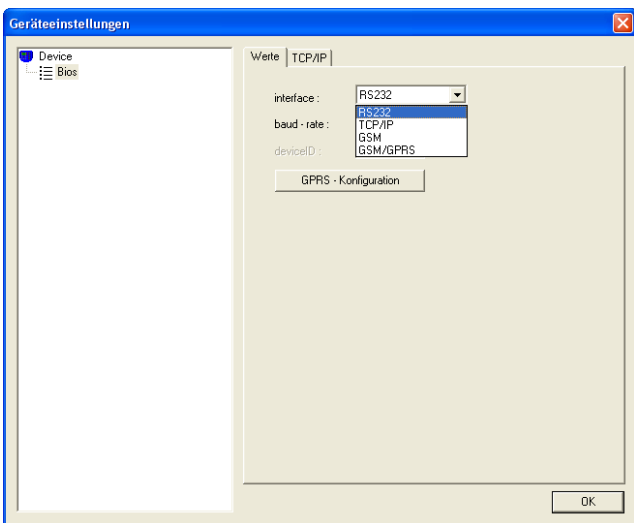 Geräteeinstellungen
Device
Bios
Werte
TCP/IP
interface :
RS232
RS232
TCP/IP
GSM
GSM/GPRS
baud - rate :
deviceID :
GPRS - Konfiguration
OK